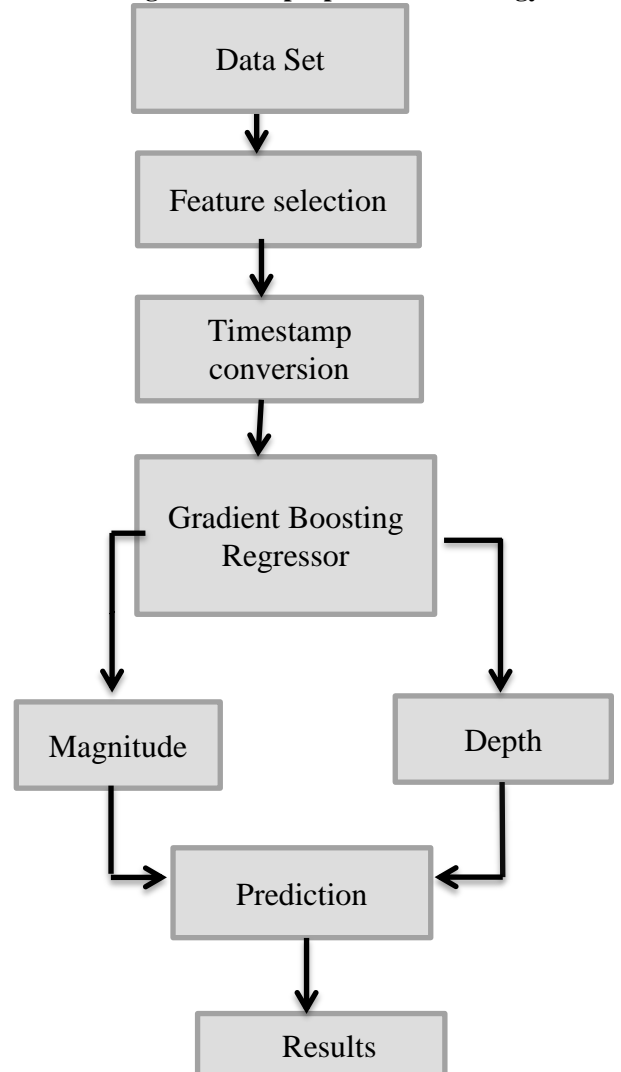 Data Set
Feature selection
Timestamp
conversion
Gradient Boosting
Regressor
Magnitude
Depth
Prediction
Results